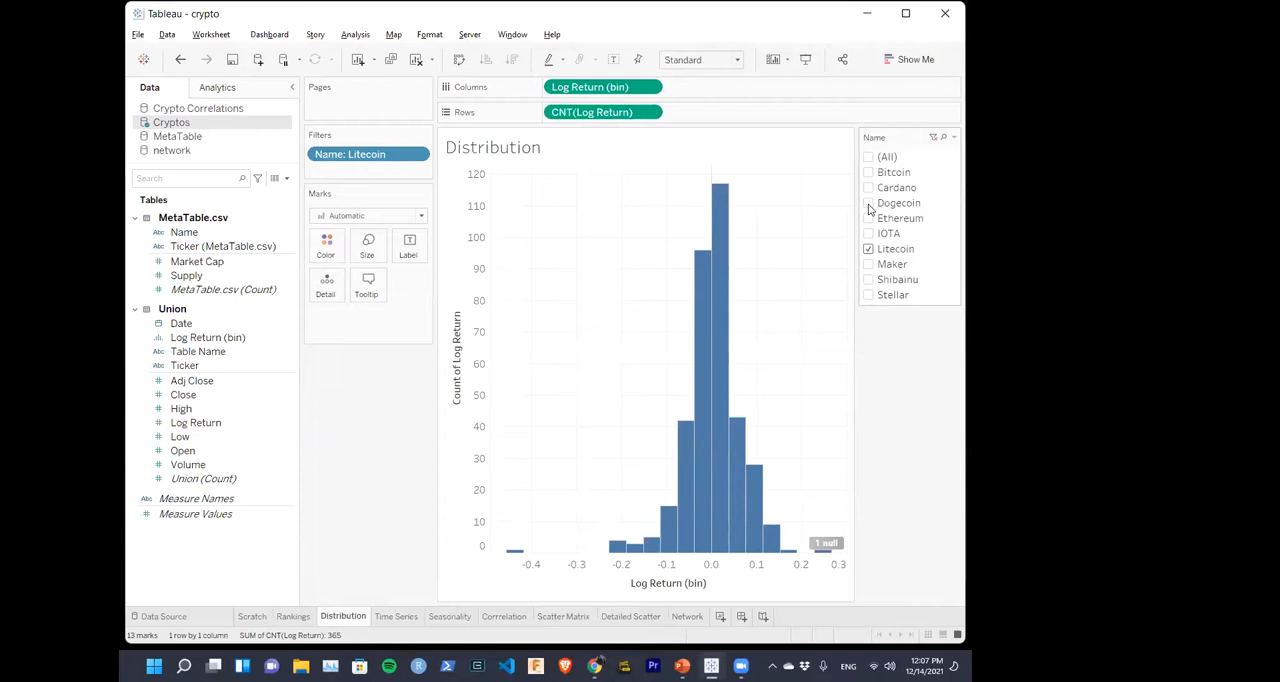 Tableau - crypto
File Data Worksheet Dashboard Story Analysis Map Format Server Window Help
Standard
Show Me
Data Analytics
Crypto Correlations
Cryptos
MetaTable
network
Search
Tables
MetaTable.csv
Name
Ticker (MetaTable.csv)
Market Cap
Supply
MetaTable.csv (Count)
Union
Date
Log Return (bin)
Table Name
Ticker
Adj Close
Close
High
Log Return
Low
Open
Volume
Union (Count)
Measure Names
Measure Values
Pages
Filters
Name: Litecoin
Marks
Automatic
Color Size Label
Detail Tooltip
Columns Log Return (bin)
Rows CNT(Log Return)
Distribution
120
110
100
90
80
70
60
50
40
30
20
10
0
Count of Log Return
1 null
-0.4 -0.3 -0.2 -0.1 0.0 0.1 0.2 0.3
Log Return (bin)
Name
(All)
Bitcoin
Cardano
Dogecoin
Ethereum
IOTA
Litecoin
Maker
Shibainu
Stellar
Data Source Scratch Rankings Distribution Time Series Seasonality Corrrelation Scatter Matrix Detailed Scatter Network
13 marks 1 row by 1 column SUM of CNT(Log Return): 365
ENG
12:07 PM
12/14/2021